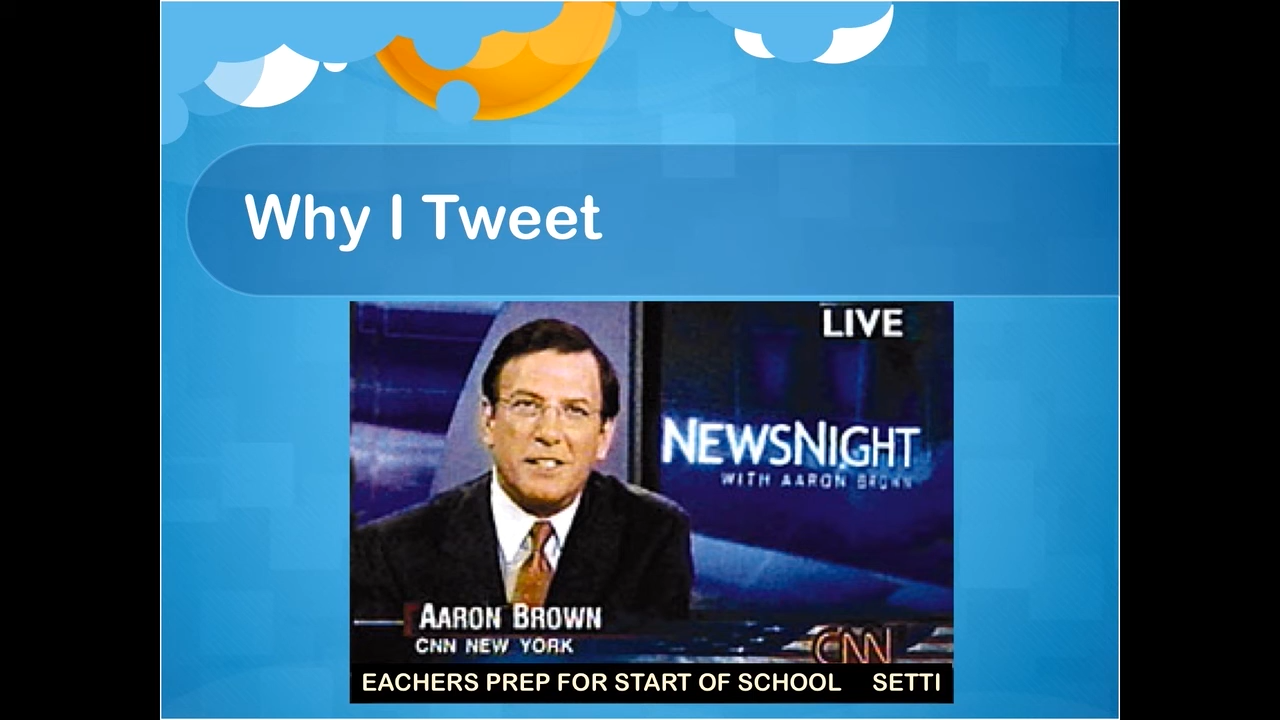 Why I Tweet
LIVE
NEWSNIGHT
WITH AARON BROWN
AARON BROWN
CNN NEW YORK
CNN
EACHERS PREP FOR START OF SCHOOL SETTI